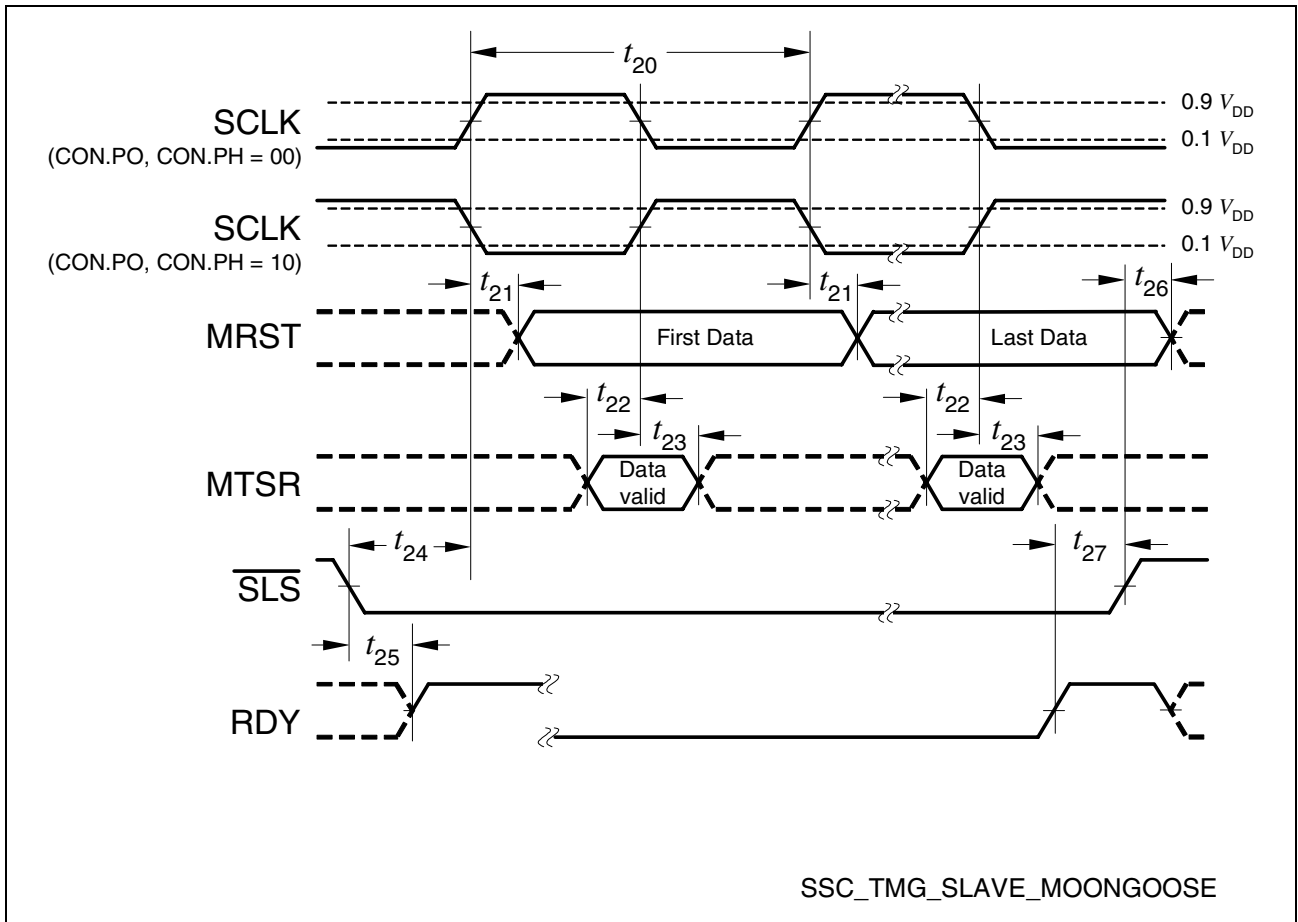 t20
SCLK
(CON.PO, CON.PH = 00)
0.9 VDD
0.1 VDD
SCLK
(CON.PO, CON.PH = 10)
0.9 VDD
0.1 VDD
t21
t21
t26
MRST
First Data
Last Data
t22
t22
t23
t23
MTSR
Data
valid
Data
valid
t24
t27
SLS
t25
RDY
SSC_TMG_SLAVE_MOONGOOSE